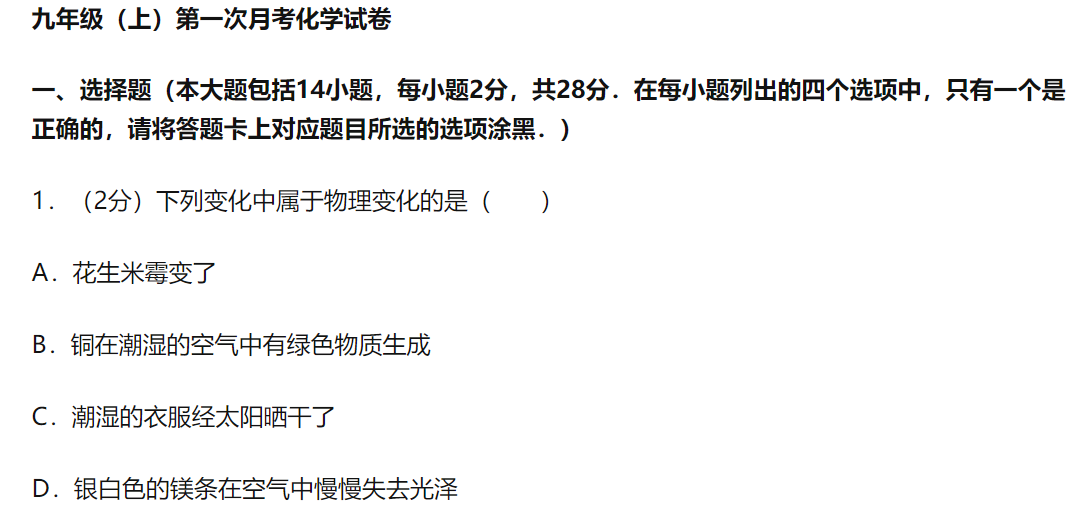 九年级（上）第一次月考化学试卷
一、选择题（本大题包括14小题，每小题2分，共28分．在每小题列出的四个选项中，只有一个是
正确的，请将答题卡上对应题目所选的选项涂黑．）
1．（2分）下列变化中属于物理变化的是（　　）
A．花生米霉变了
B．铜在潮湿的空气中有绿色物质生成
C．潮湿的衣服经太阳晒干了
D．银白色的镁条在空气中慢慢失去光泽